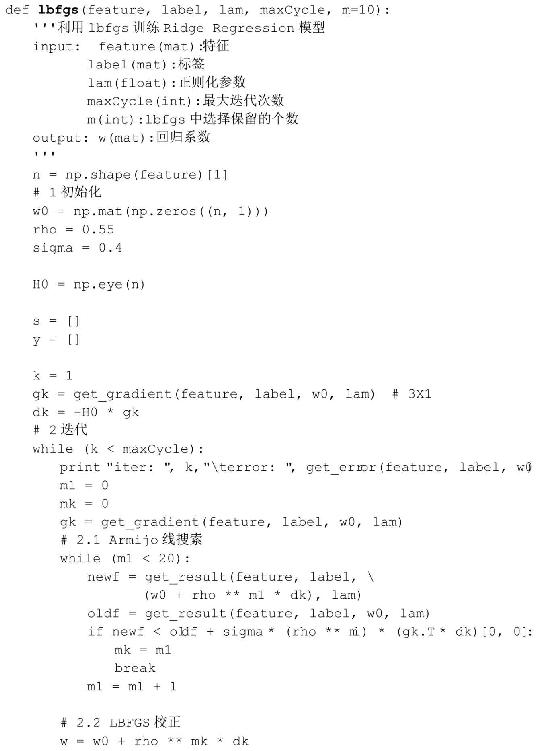 def lbfgs(feature, label, lam, maxCycle, m=10):
    '''利用 lbfgs 训练 Ridge Regression 模型
    input:  feature(mat):特征
            label(mat):标签
            lam(float):正则化参数
            maxCycle(int):最大迭代次数
            m(int):lbfgs 中选择保留的个数
    output: w(mat):回归系数
    '''
    n = np.shape(feature)[1]
    # 1 初始化
    w0 = np.mat(np.zeros((n, 1)))
    rho = 0.55
    sigma = 0.4
    H0 = np.eye(n)
    s = []
    y = []
    k = 1
    gk = get_gradient(feature, label, w0, lam)  # 3X1
    dk = -H0 * gk
    # 2 迭代
    while (k < maxCycle):
        print "iter: ", k,"\terror: ", get_error(feature, label, w0)
        m1 = 0
        mk = 0
        gk = get_gradient(feature, label, w0, lam)
        # 2.1 Armijo 线搜索
        while (m1 < 20):
            newf = get_result(feature, label, \
                    (w0 + rho ** m1 * dk), lam)
            oldf = get_result(feature, label, w0, lam)
            if newf < oldf + sigma * (rho ** m1) * (gk.T * dk)[0, 0]:
                mk = m1
                break
            m1 = m1 + 1
        # 2.2 LBFGS 校正
        w = w0 + rho ** mk * dk